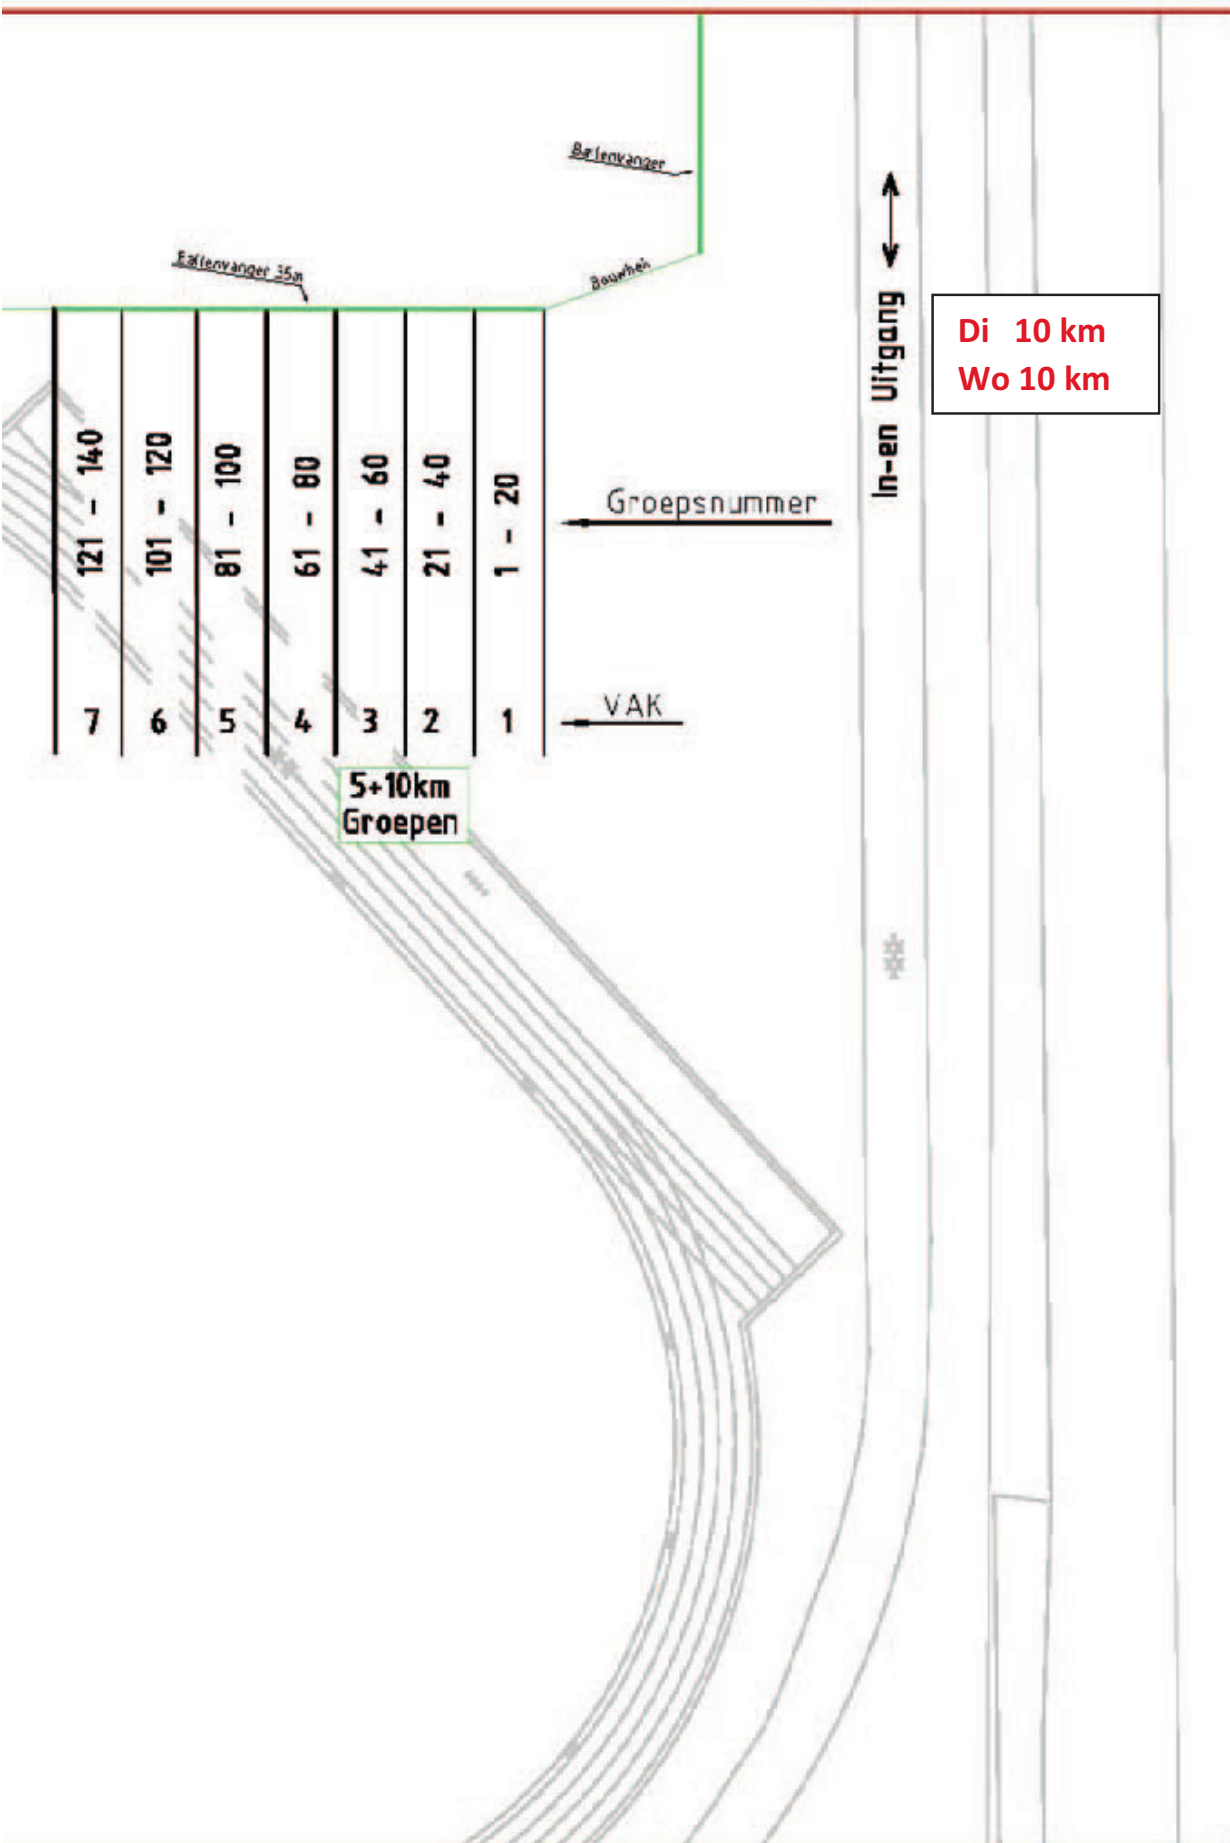 Ballenvanger
Ballenvanger 35m
Bouwhek
In-en Uitgang
Di 10 km
Wo 10 km
121 - 140
101 - 120
81 - 100
61 - 80
41 - 60
21 - 40
1 - 20
Groepsnummer
7 6 5 4 3 2 1
VAK
5+10km
Groepen